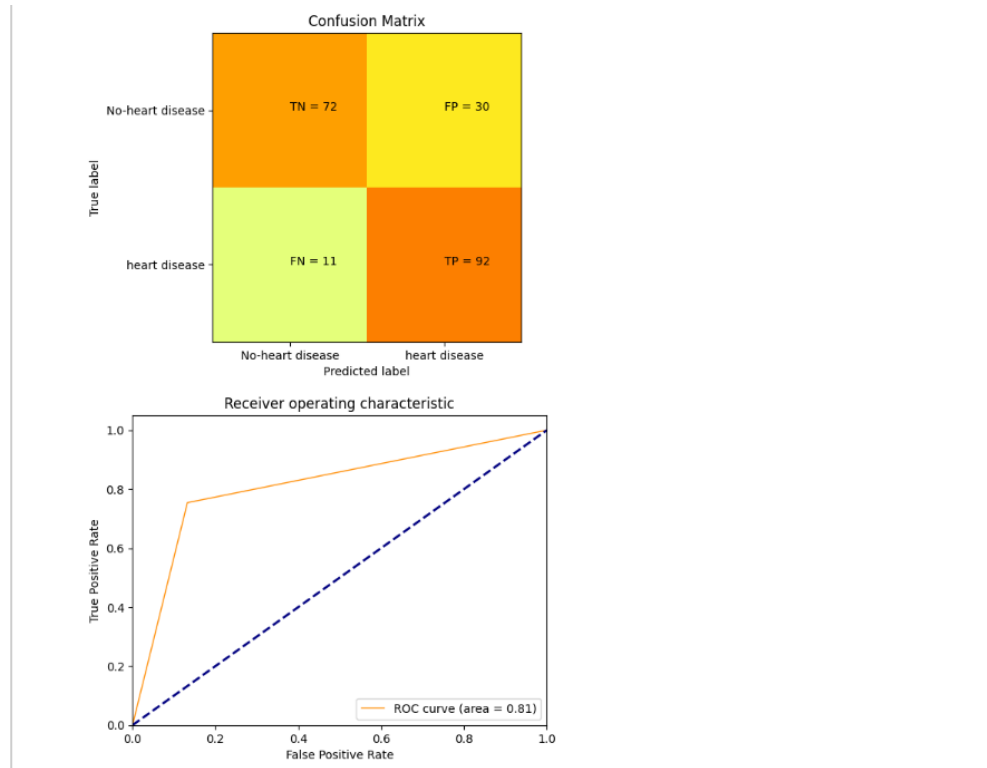 Confusion Matrix
No-heart disease
TN = 72
FP = 30
True label
heart disease
FN = 11
TP = 92
No-heart disease
heart disease
Predicted label
Receiver operating characteristic
1.0
0.8
0.6
0.4
0.2
0.0
True Positive Rate
ROC curve (area = 0.81)
0.0
0.2
0.4
0.6
0.8
1.0
False Positive Rate